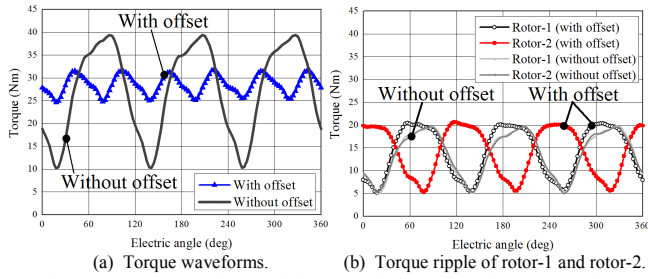 45
40
35
30
25
20
15
10
5
0
Torque (Nm)
With offset
Without offset
With offset
Without offset
0 60 120 180 240 300 360
Electric angle (deg)
(a) Torque waveforms.
45
40
35
30
25
20
15
10
5
0
Torque (Nm)
Rotor-1 (with offset)
Rotor-2 (with offset)
Rotor-1 (without offset)
Rotor-2 (without offset)
Without offset
With offset
0 60 120 180 240 300 360
Electric angle (deg)
(b) Torque ripple of rotor-1 and rotor-2.